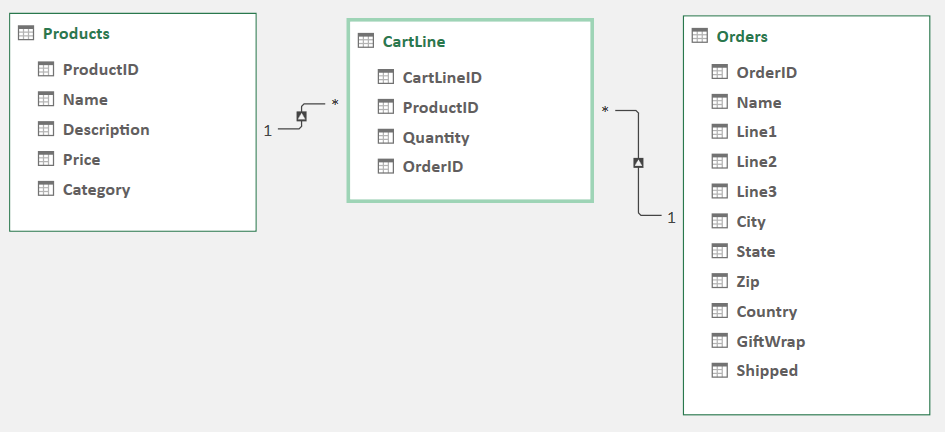 Products
ProductID
Name
Description
Price
Category
1
*
CartLine
CartLineID
ProductID
Quantity
OrderID
*
1
Orders
OrderID
Name
Line1
Line2
Line3
City
State
Zip
Country
GiftWrap
Shipped